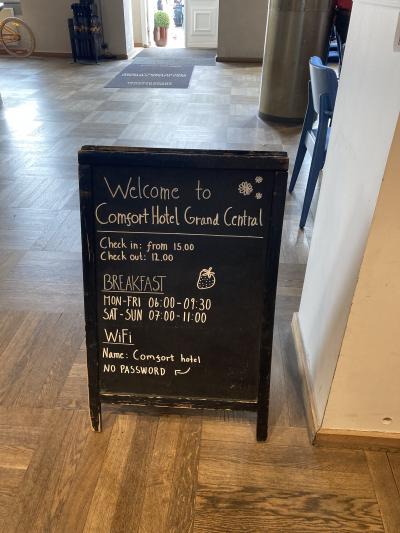 Welcome to
Comfort Hotel Grand Central
Check in: from 15.00
Check out: 12.00
BREAKFAST
MON-FRI 06:00-09:30
SAT-SUN 07:00-11:00
WiFi
Name: Comfort hotel
NO PASSWORD